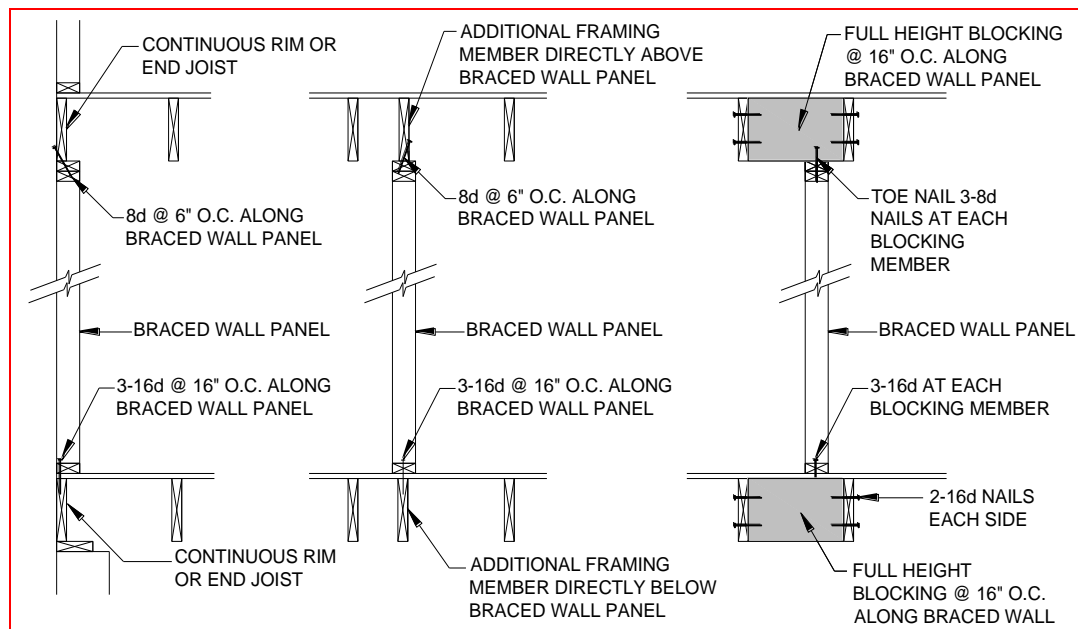 CONTINUOUS RIM OR
END JOIST
8d @ 6" O.C. ALONG
BRACED WALL PANEL
BRACED WALL PANEL
3-16d @ 16" O.C. ALONG
BRACED WALL PANEL
CONTINUOUS RIM
OR END JOIST
ADDITIONAL FRAMING
MEMBER DIRECTLY ABOVE
BRACED WALL PANEL
8d @ 6" O.C. ALONG
BRACED WALL PANEL
BRACED WALL PANEL
3-16d @ 16" O.C. ALONG
BRACED WALL PANEL
ADDITIONAL FRAMING
MEMBER DIRECTLY BELOW
BRACED WALL PANEL
FULL HEIGHT BLOCKING
@ 16" O.C. ALONG
BRACED WALL PANEL
TOE NAIL 3-8d
NAILS AT EACH
BLOCKING
MEMBER
BRACED WALL PANEL
3-16d AT EACH
BLOCKING MEMBER
2-16d NAILS
EACH SIDE
FULL HEIGHT
BLOCKING @ 16" O.C.
ALONG BRACED WALL